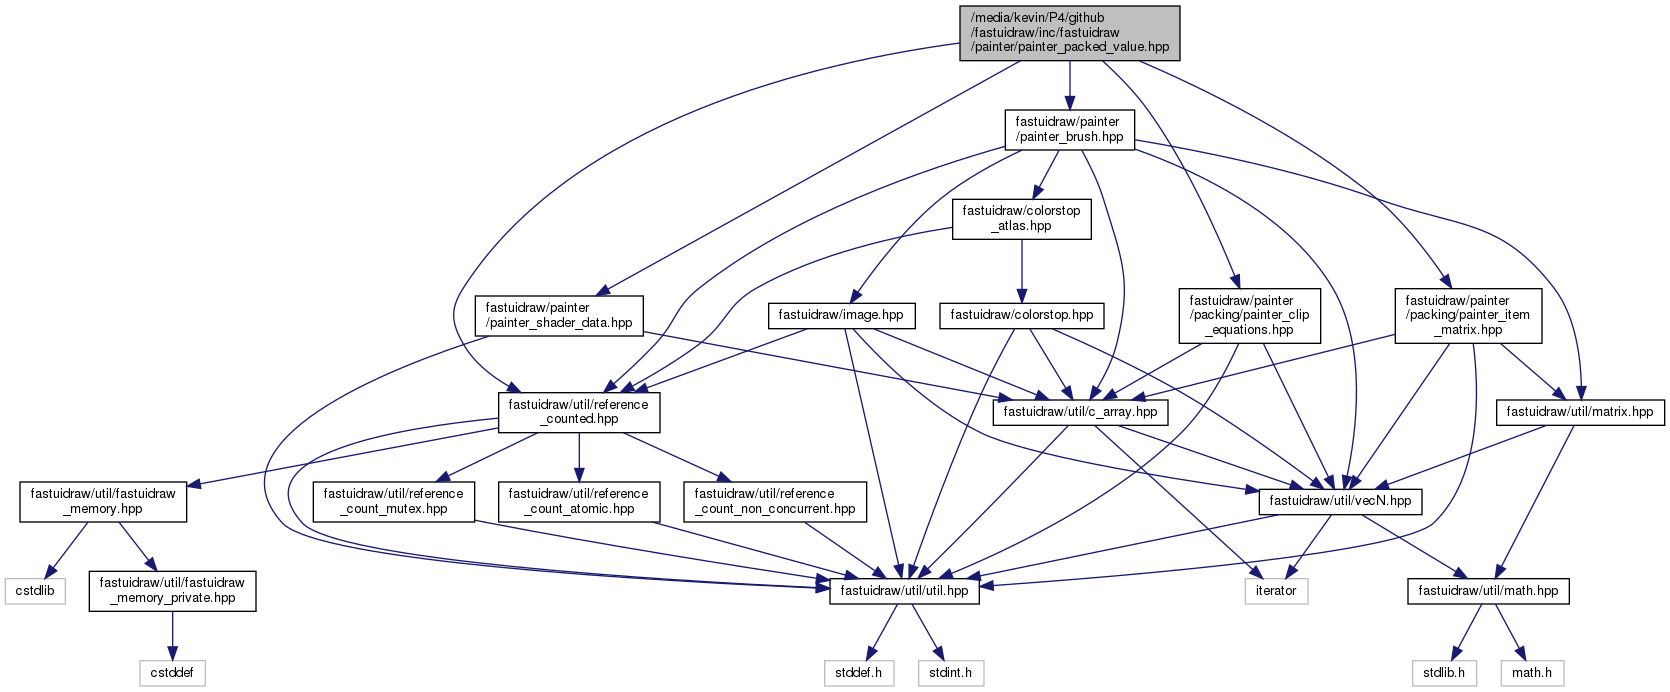 /media/kevin/P4/github
/fastuidraw/inc/fastuidraw
/painter/painter_packed_value.hpp
fastuidraw/painter
/painter_brush.hpp
fastuidraw/colorstop
_atlas.hpp
fastuidraw/painter
/painter_shader_data.hpp
fastuidraw/image.hpp
fastuidraw/colorstop.hpp
fastuidraw/painter
/packing/painter_clip
_equations.hpp
fastuidraw/painter
/packing/painter_item
_matrix.hpp
fastuidraw/util/reference
_counted.hpp
fastuidraw/util/c_array.hpp
fastuidraw/util/matrix.hpp
fastuidraw/util/fastuidraw
_memory.hpp
fastuidraw/util/reference
_count_mutex.hpp
fastuidraw/util/reference
_count_atomic.hpp
fastuidraw/util/reference
_count_non_concurrent.hpp
fastuidraw/util/vecN.hpp
cstdlib
fastuidraw/util/fastuidraw
_memory_private.hpp
fastuidraw/util/util.hpp
iterator
fastuidraw/util/math.hpp
cstddef
stddef.h
stdint.h
stdlib.h
math.h